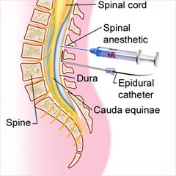 Spinal cord
Spinal
anesthetic
Dura
Epidural
catheter
Cauda equinae
Spine